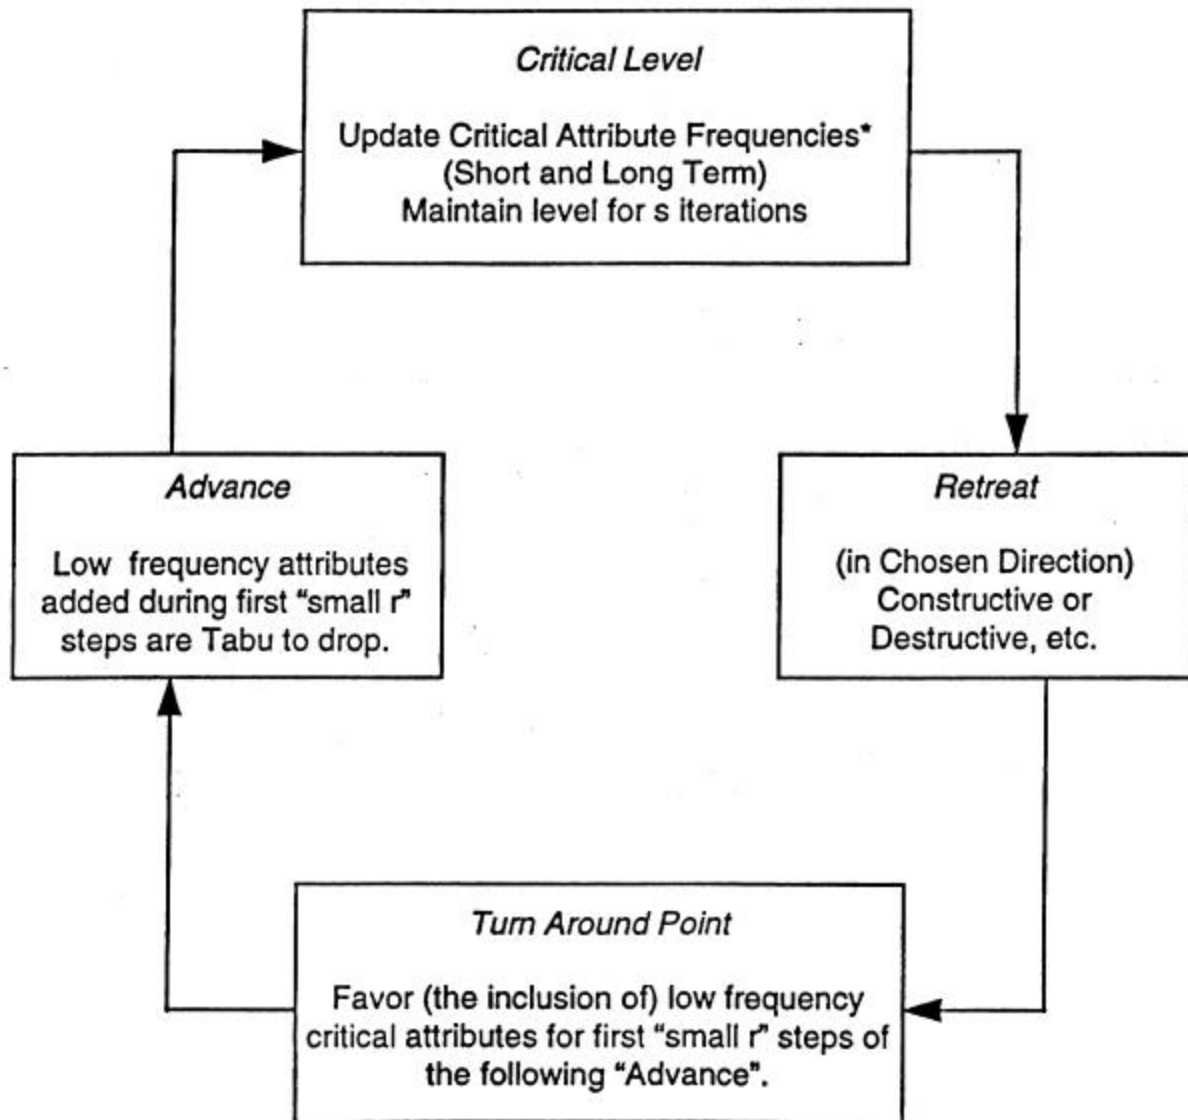 Critical Level
Update Critical Attribute Frequencies*
(Short and Long Term)
Maintain level for s iterations
Advance
Low frequency attributes
added during first “small r”
steps are Tabu to drop.
Retreat
(in Chosen Direction)
Constructive or
Destructive, etc.
Turn Around Point
Favor (the inclusion of) low frequency
critical attributes for first “small r” steps of
the following “Advance”.